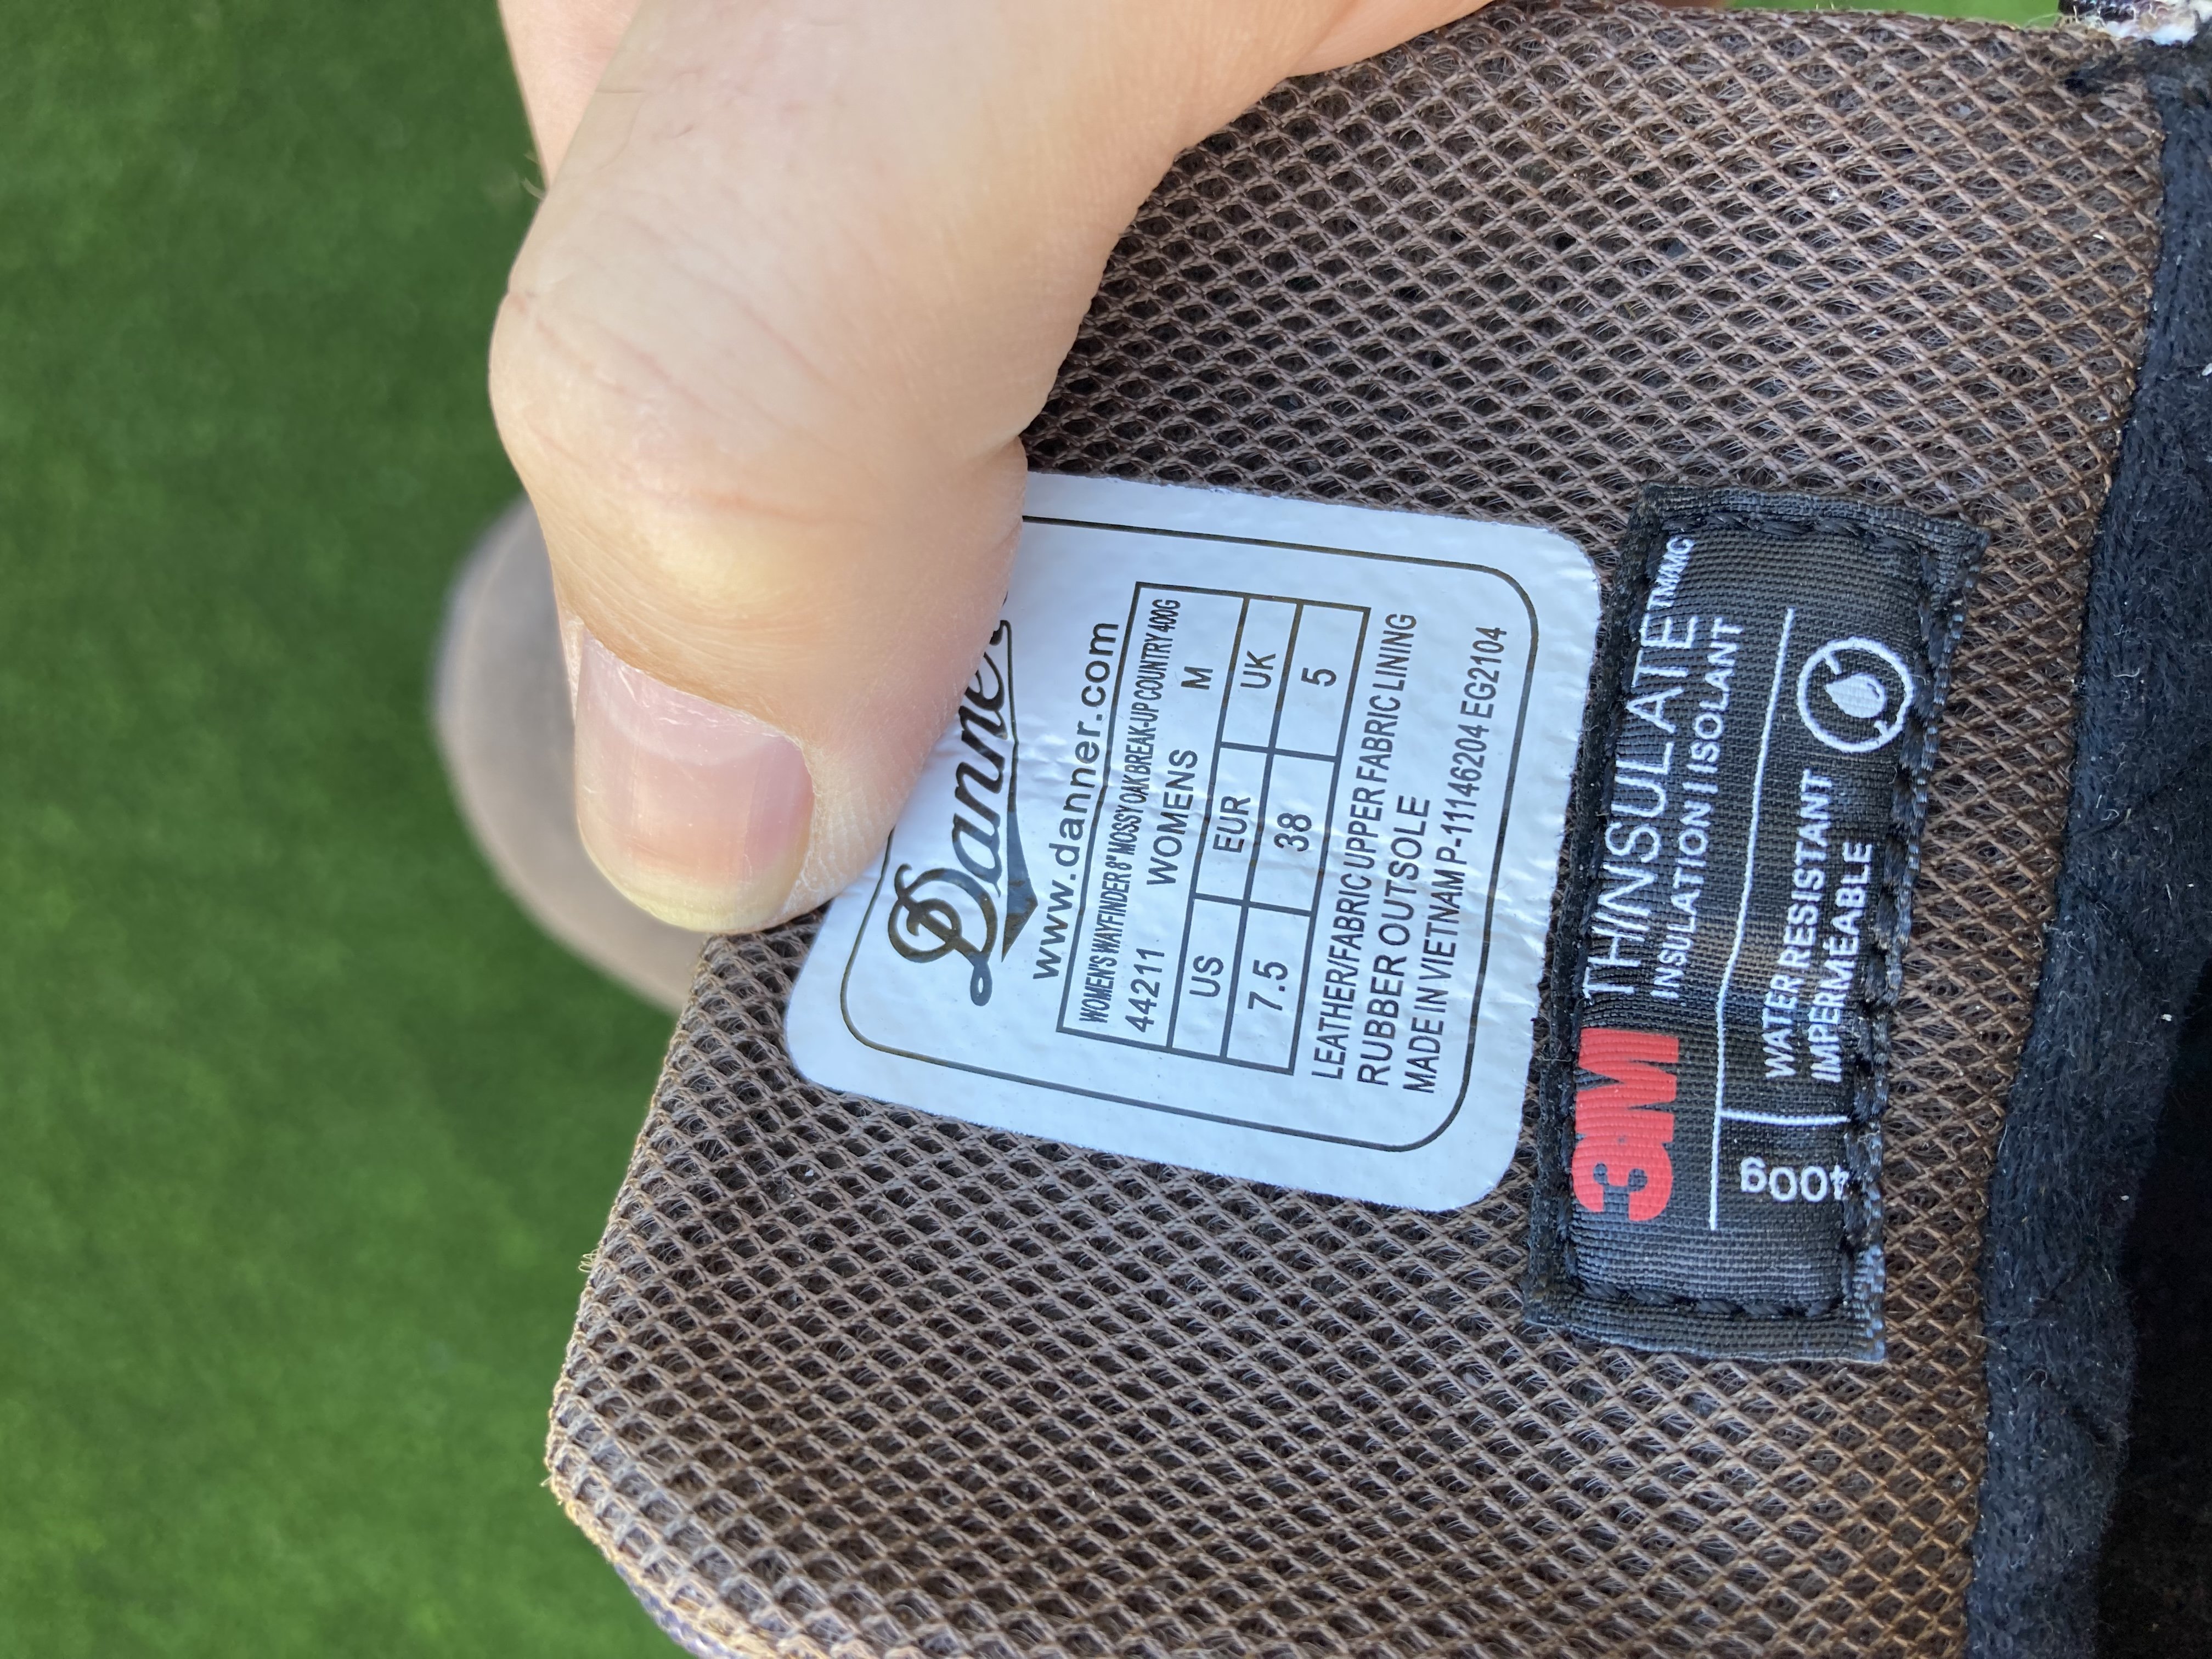 Danner
www.danner.com
WOMEN'S WAYFINDER 8" MOSSY OAK BREAK-UP COUNTRY 400G
44211 WOMENS M
US EUR UK
7.5 38 5
LEATHER/FABRIC UPPER FABRIC LINING
RUBBER OUTSOLE
MADE IN VIETNAM P-11146204 EG2104
3M THINSULATE™/MC
INSULATION | ISOLANT
400g WATER RESISTANT
IMPERMÉABLE